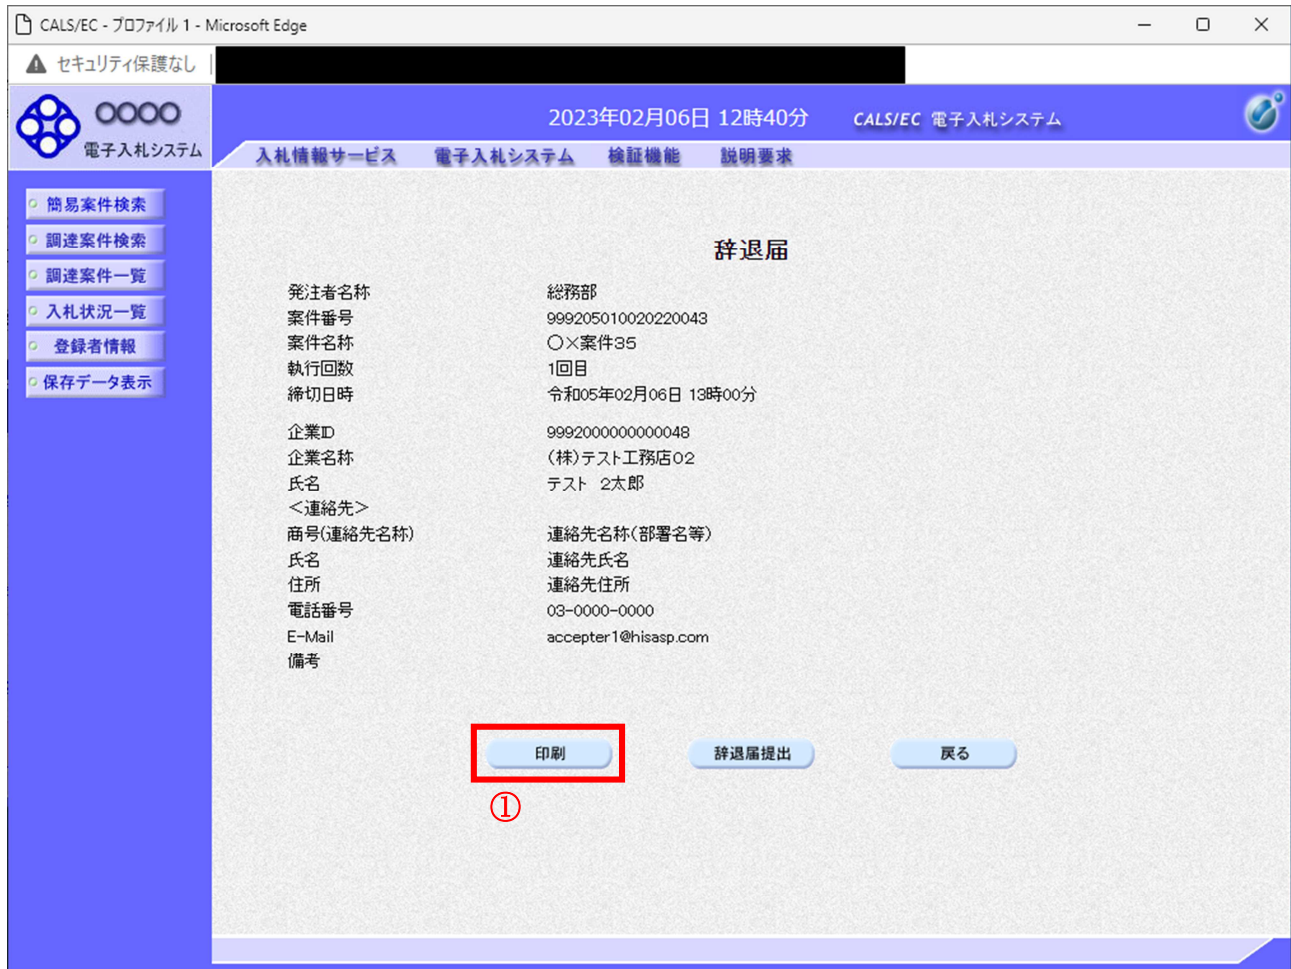 CALS/EC - プロファイル 1 - Microsoft Edge
セキュリティ保護なし
〇〇〇〇
電子入札システム
2023年02月06日 12時40分
CALS/EC 電子入札システム
入札情報サービス 電子入札システム 検証機能 説明要求
簡易案件検索
調達案件検索
調達案件一覧
入札状況一覧
登録者情報
保存データ表示
辞退届
発注者名称 総務部
案件番号 999205010020220043
案件名称 〇×案件35
執行回数 1回目
締切日時 令和05年02月06日 13時00分
企業ID 9992000000000048
企業名称 (株)テスト工務店02
氏名 テスト 2太郎
<連絡先>
商号(連絡先名称) 連絡先名称(部署名等)
氏名 連絡先氏名
住所 連絡先住所
電話番号 03-0000-0000
E-Mail accepter1@hisasp.com
備考
印刷 辞退届提出 戻る
①